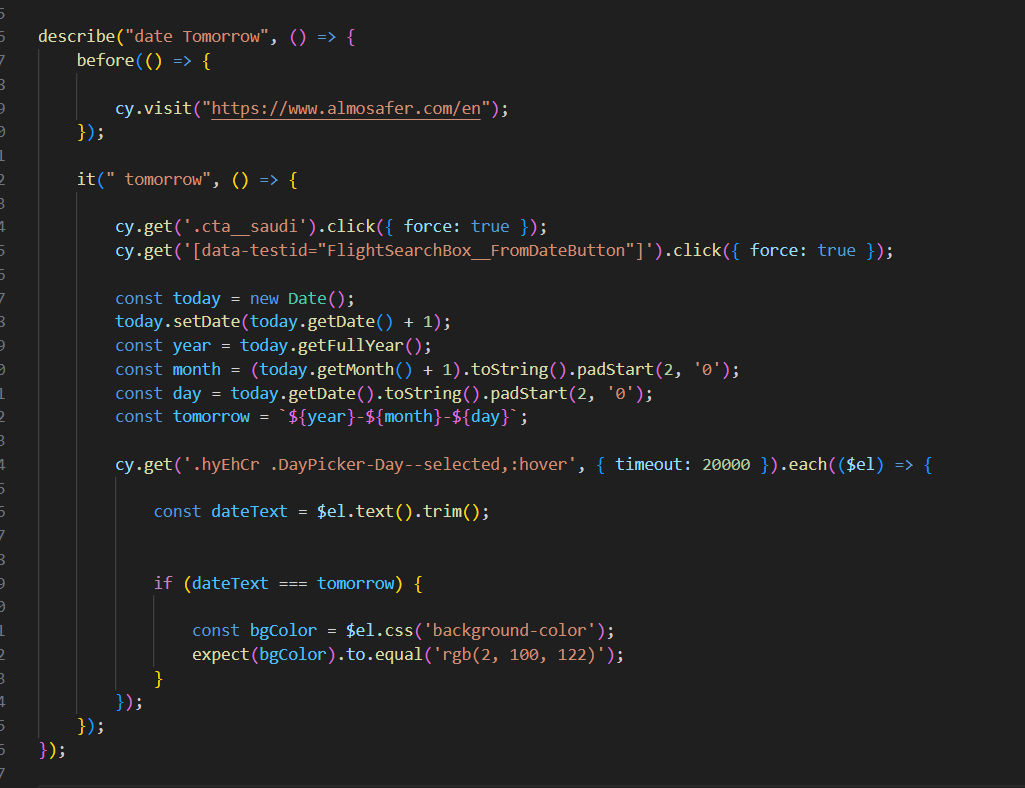 describe("date Tomorrow", () => {
before(() => {
cy.visit("https://www.almosafer.com/en");
});
it(" tomorrow", () => {
cy.get('.cta__saudi').click({ force: true });
cy.get('[data-testid="FlightSearchBox__FromDateButton"]').click({ force: true });
const today = new Date();
today.setDate(today.getDate() + 1);
const year = today.getFullYear();
const month = (today.getMonth() + 1).toString().padStart(2, '0');
const day = today.getDate().toString().padStart(2, '0');
const tomorrow = `${year}-${month}-${day}`;
cy.get('.hyEhCr .DayPicker-Day--selected,:hover', { timeout: 20000 }).each(($el) => {
const dateText = $el.text().trim();
if (dateText === tomorrow) {
const bgColor = $el.css('background-color');
expect(bgColor).to.equal('rgb(2, 100, 122)');
}
});
});
});